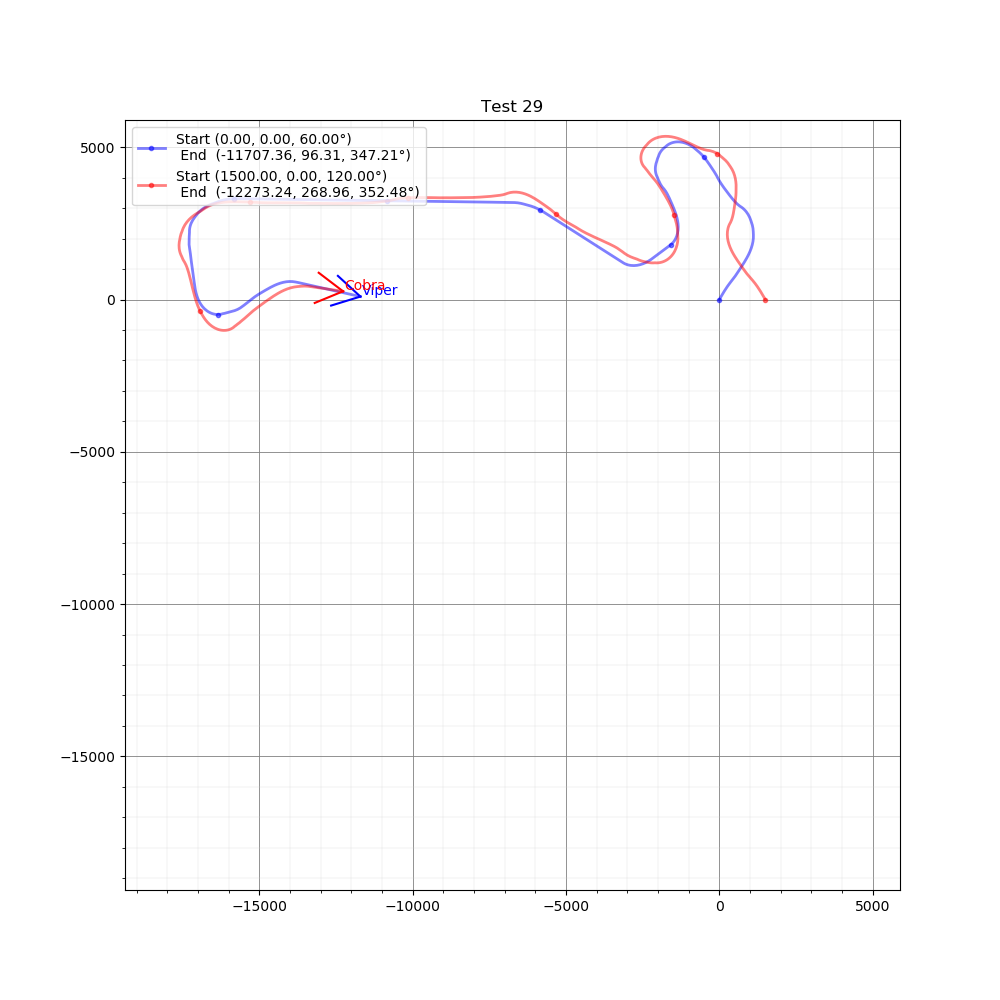 Test 29
Start (0.00, 0.00, 60.00°)
End  (-11707.36, 96.31, 347.21°)
Start (1500.00, 0.00, 120.00°)
End  (-12273.24, 268.96, 352.48°)
Cobra
Viper
5000
0
−5000
−10000
−15000
−15000 −10000 −5000 0 5000